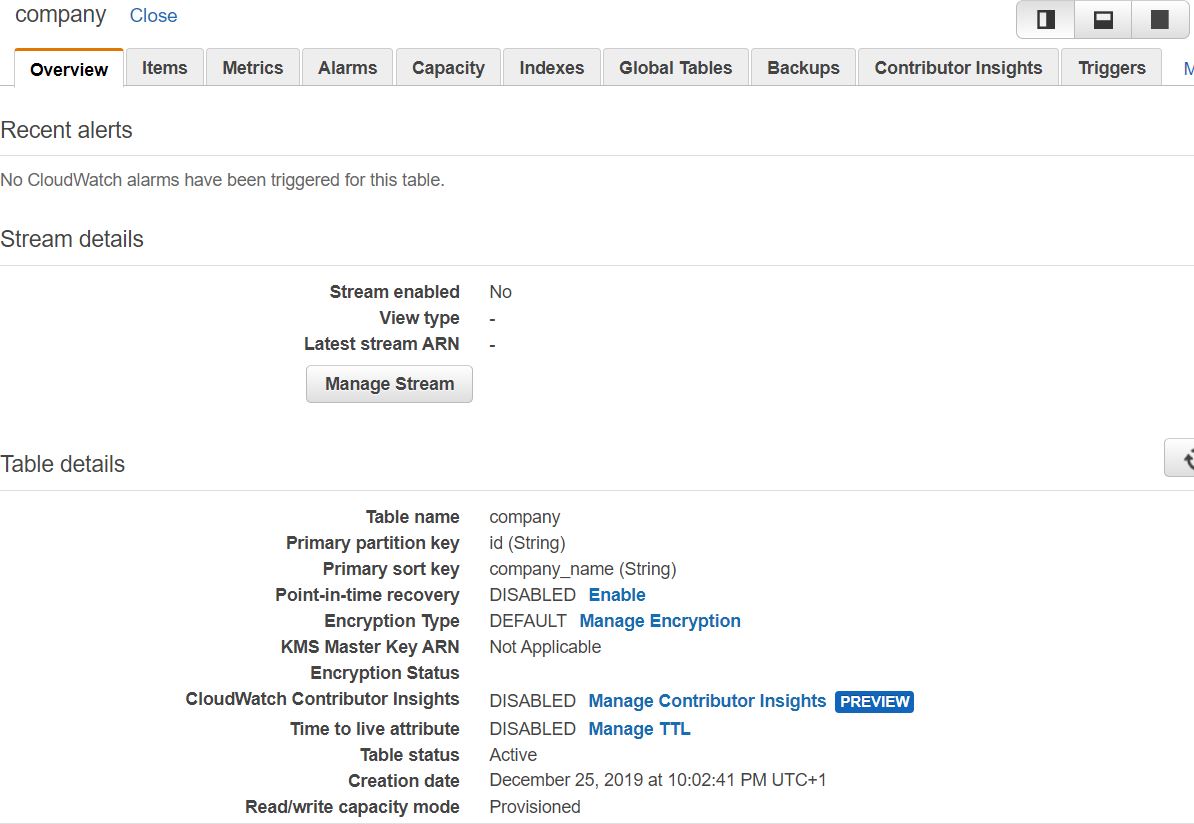 company Close
Overview Items Metrics Alarms Capacity Indexes Global Tables Backups Contributor Insights Triggers
Recent alerts
No CloudWatch alarms have been triggered for this table.
Stream details
Stream enabled No
View type -
Latest stream ARN -
Manage Stream
Table details
Table name company
Primary partition key id (String)
Primary sort key company_name (String)
Point-in-time recovery DISABLED Enable
Encryption Type DEFAULT Manage Encryption
KMS Master Key ARN Not Applicable
Encryption Status
CloudWatch Contributor Insights DISABLED Manage Contributor Insights PREVIEW
Time to live attribute DISABLED Manage TTL
Table status Active
Creation date December 25, 2019 at 10:02:41 PM UTC+1
Read/write capacity mode Provisioned